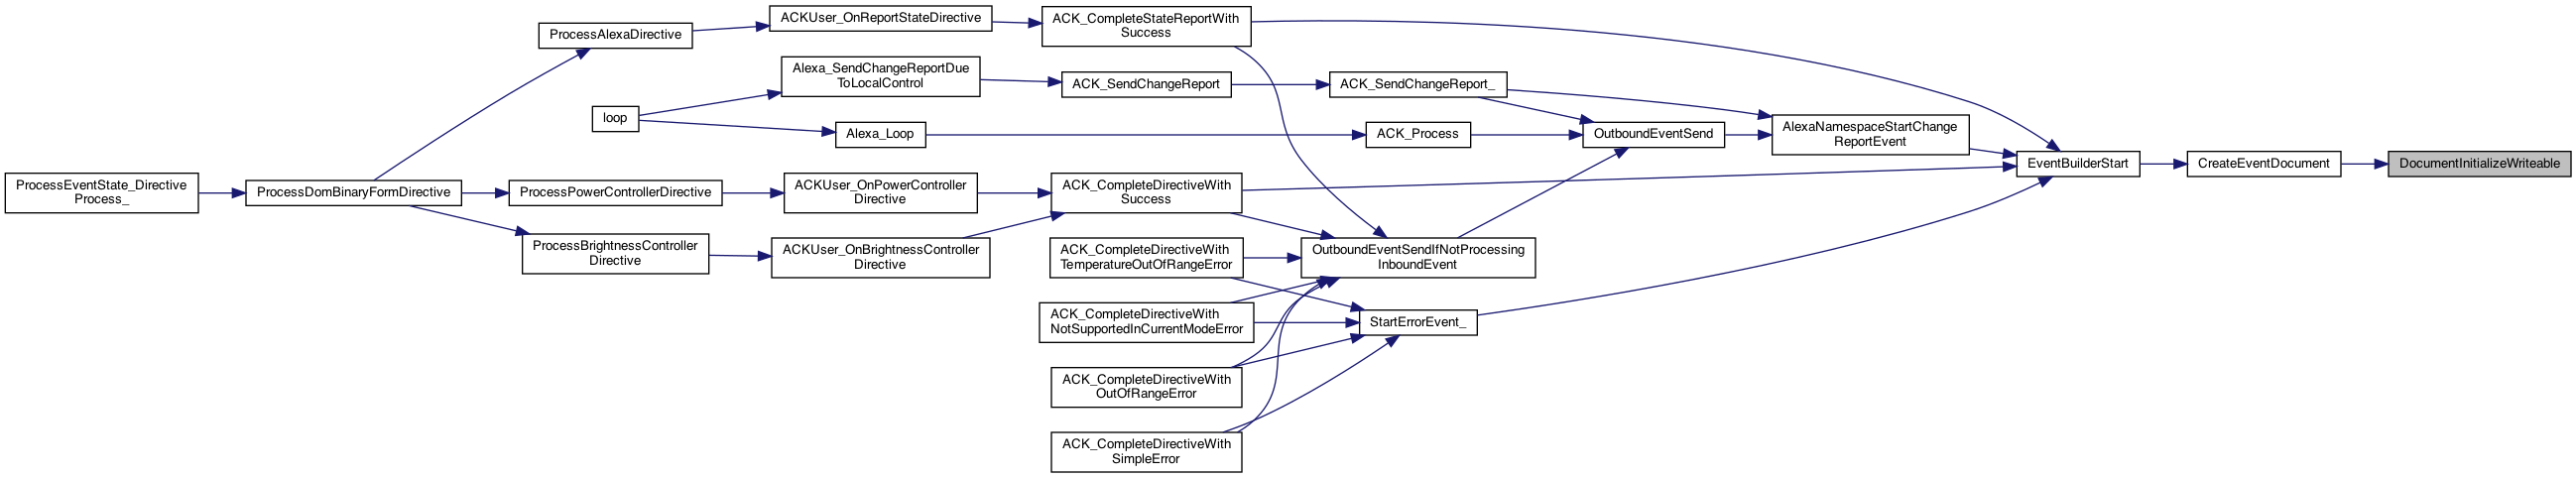 ACKUser_OnReportStateDirective
ACK_CompleteStateReportWith
Success
ProcessAlexaDirective
Alexa_SendChangeReportDue
ToLocalControl
ACK_SendChangeReport
ACK_SendChangeReport_
loop
Alexa_Loop
ACK_Process
OutboundEventSend
AlexaNamespaceStartChange
ReportEvent
EventBuilderStart
CreateEventDocument
DocumentInitializeWriteable
ProcessEventState_Directive
Process_
ProcessDomBinaryFormDirective
ProcessPowerControllerDirective
ACKUser_OnPowerController
Directive
ACK_CompleteDirectiveWith
Success
ProcessBrightnessController
Directive
ACKUser_OnBrightnessController
Directive
ACK_CompleteDirectiveWith
TemperatureOutOfRangeError
OutboundEventSendIfNotProcessing
InboundEvent
ACK_CompleteDirectiveWith
NotSupportedInCurrentModeError
StartErrorEvent_
ACK_CompleteDirectiveWith
OutOfRangeError
ACK_CompleteDirectiveWith
SimpleError